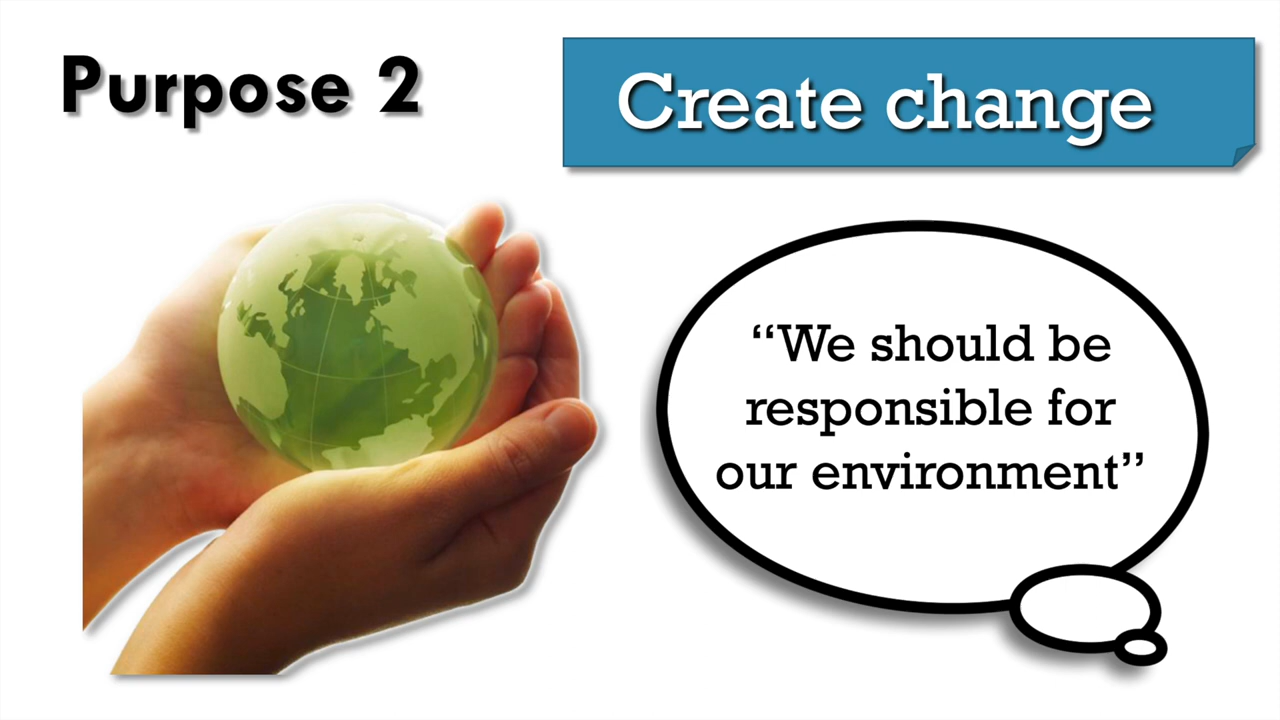 Purpose 2
Create change
“We should be
responsible for
our environment”